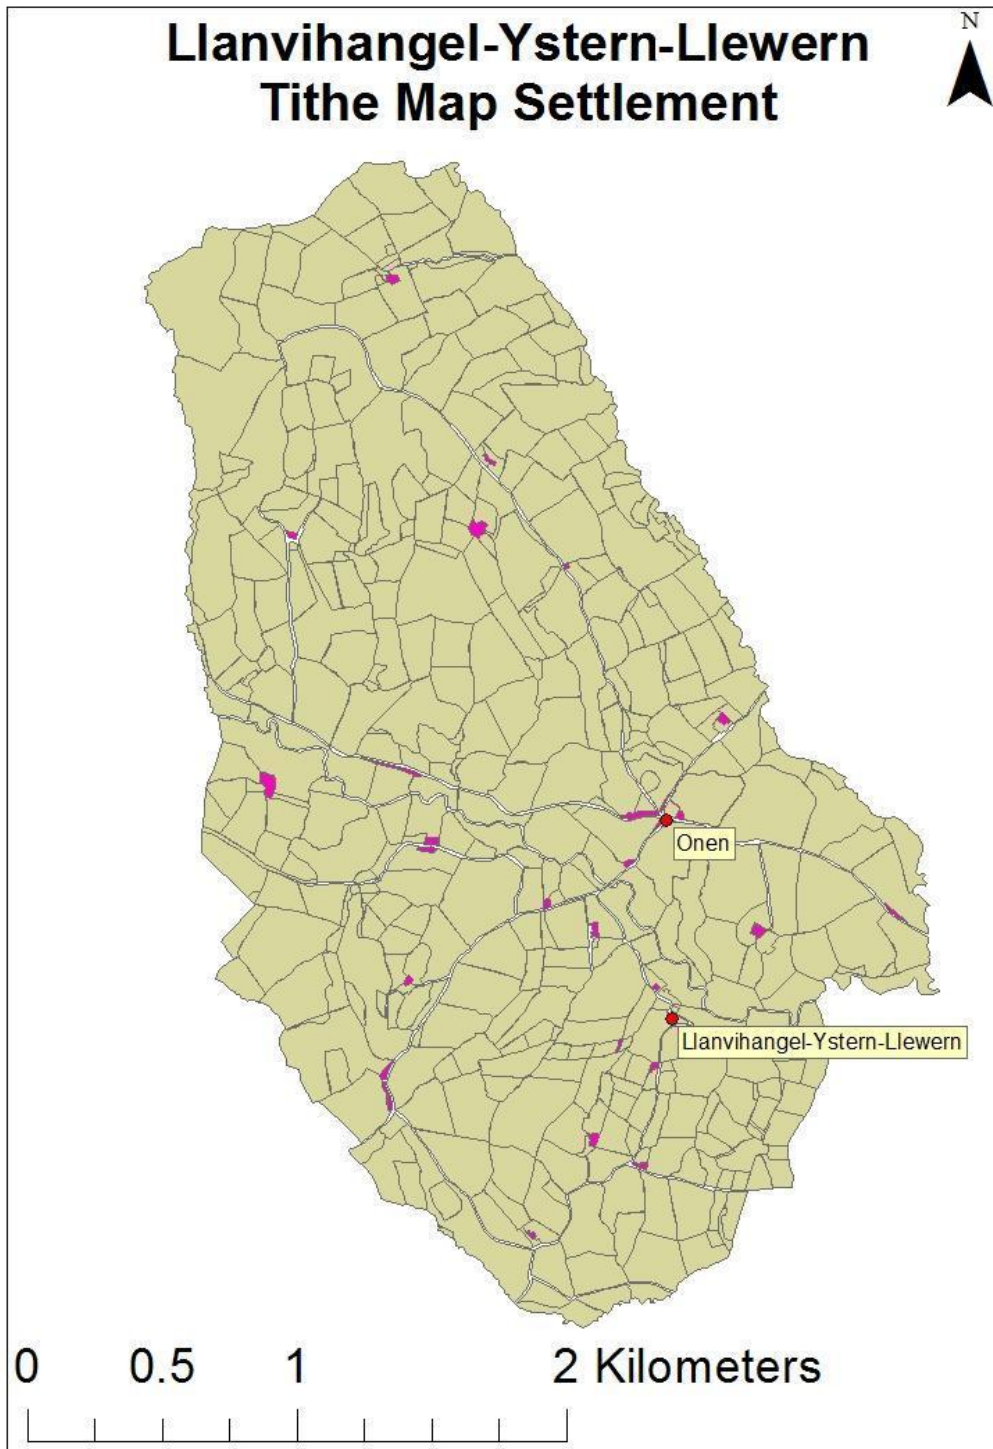 N
Llanvihangel-Ystern-Llewern
Tithe Map Settlement
Onen
Llanvihangel-Ystern-Llewern
0 0.5 1 2 Kilometers